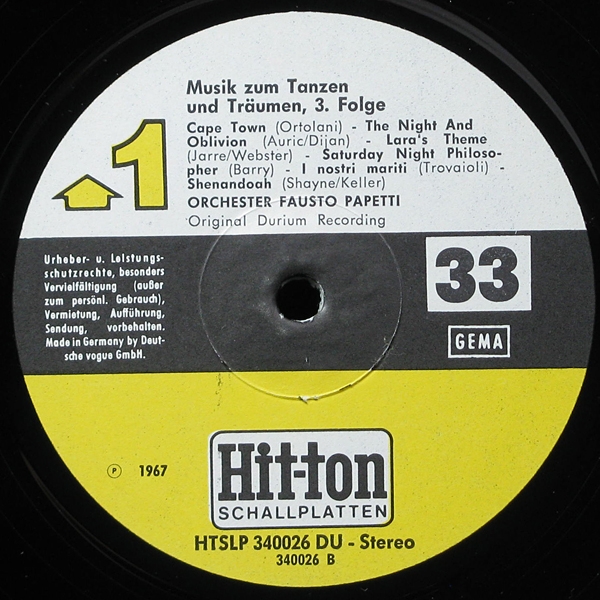 Musik zum Tanzen
und Träumen, 3. Folge
Cape Town (Ortolani) - The Night And
Oblivion (Auric/Dijan) - Lara's Theme
(Jarre/Webster) - Saturday Night Philoso-
pher (Barry) - I nostri mariti (Trovaioli) -
Shenandoah (Shayne/Keller)
ORCHESTER FAUSTO PAPETTI
Original Durium Recording
1
Urheber- u. Leistungs-
schutzrechte, besonders
Vervielfältigung (außer
zum persönl. Gebrauch),
Vermietung, Aufführung,
Sendung, vorbehalten.
Made in Germany by Deut-
sche vogue GmbH.
33
GEMA
Ⓟ 1967
Hit-ton
SCHALLPLATTEN
HTSLP 340026 DU - Stereo
340026 B